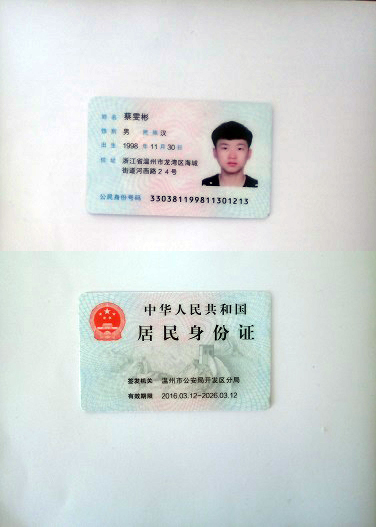 姓名 蔡雯彬
性别 男 民族 汉
出生 1998 年 11 月 30 日
住址 浙江省温州市龙湾区海城
街道河西路24号
公民身份号码 330381199811301213
中华人民共和国
居民身份证
签发机关 温州市公安局开发区分局
有效期限 2016.03.12-2026.03.12